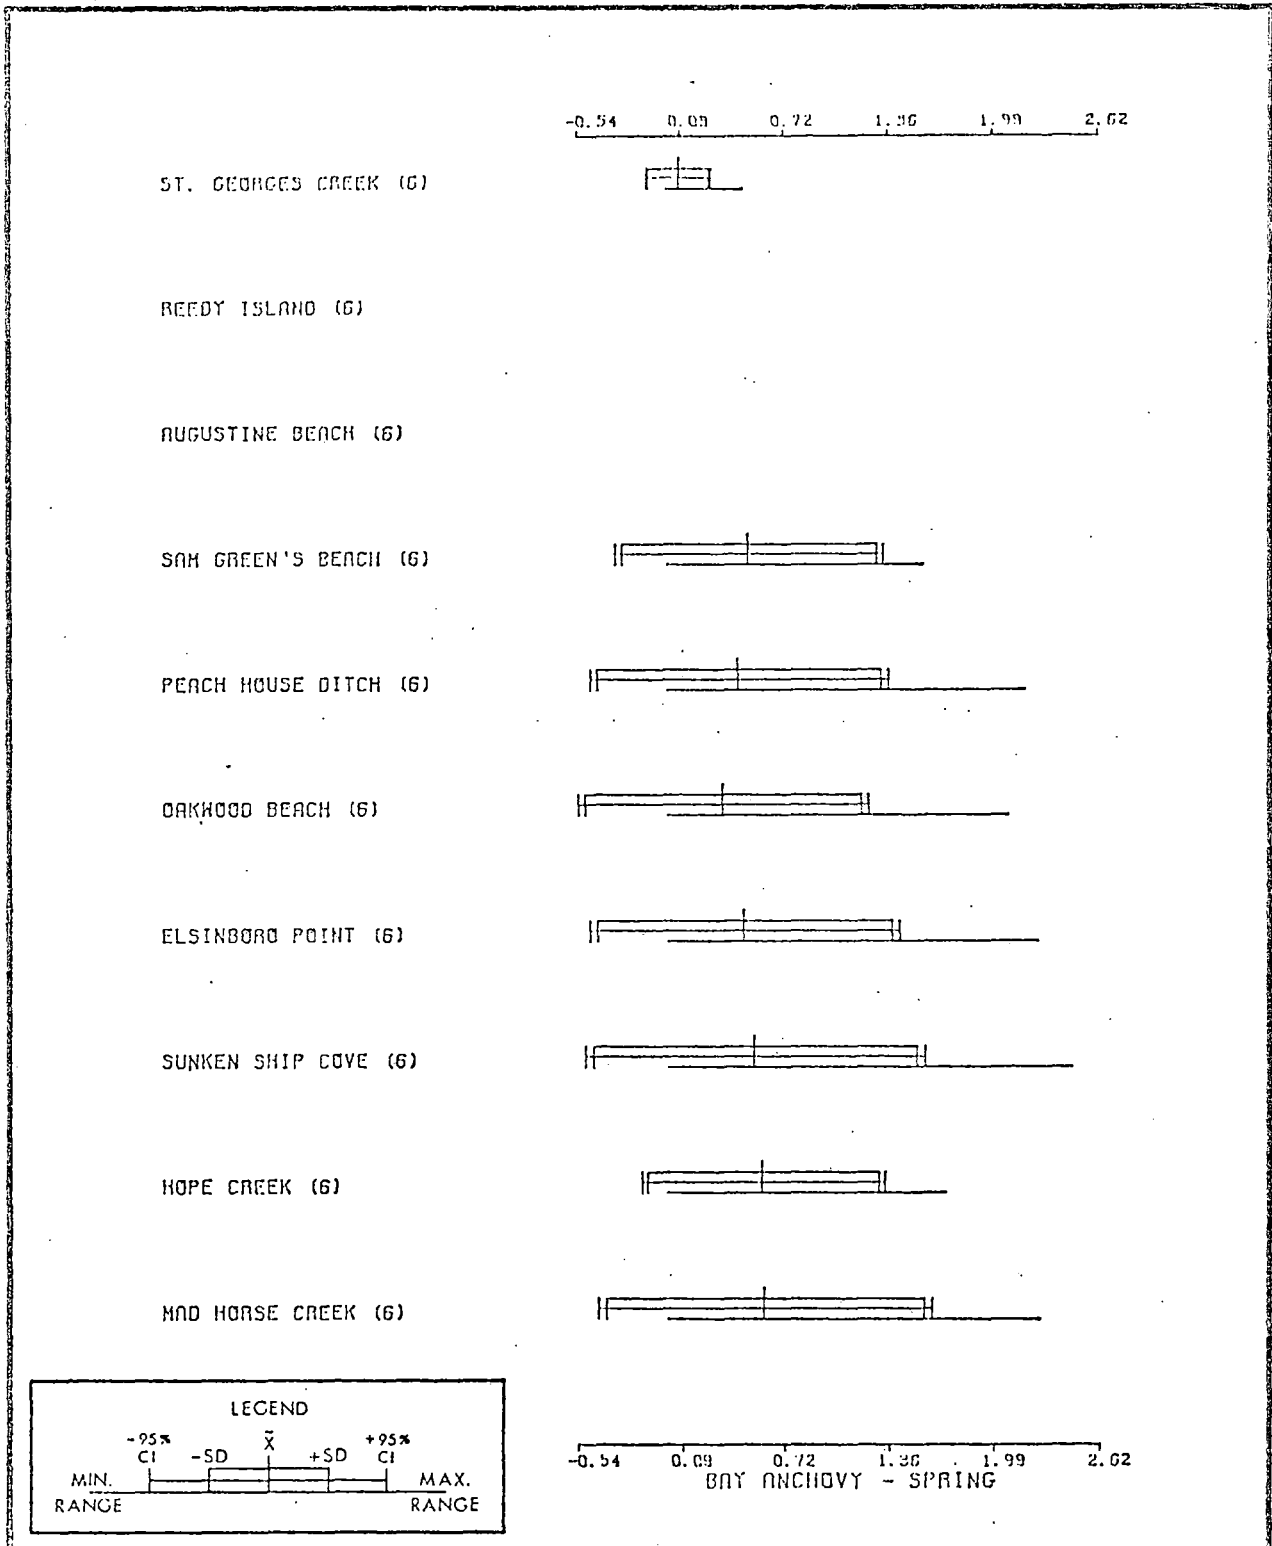 -0.54 0.09 0.72 1.36 1.99 2.62
ST. GEORGES CREEK (6)
REEDY ISLAND (6)
AUGUSTINE BEACH (6)
SAM GREEN'S BEACH (6)
PEACH HOUSE DITCH (6)
OAKWOOD BEACH (6)
ELSINBORO POINT (6)
SUNKEN SHIP COVE (6)
HOPE CREEK (6)
MAD HORSE CREEK (6)
LEGEND
-95% CI -SD X̄ +SD +95% CI
MIN. RANGE MAX. RANGE
-0.54 0.09 0.72 1.36 1.99 2.62
BAY ANCHOVY - SPRING